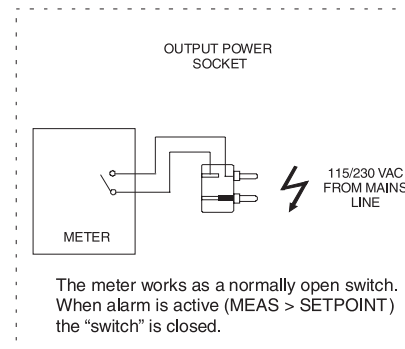 OUTPUT POWER
SOCKET
115/230 VAC
FROM MAINS
LINE
METER
The meter works as a normally open switch.
When alarm is active (MEAS > SETPOINT)
the “switch” is closed.